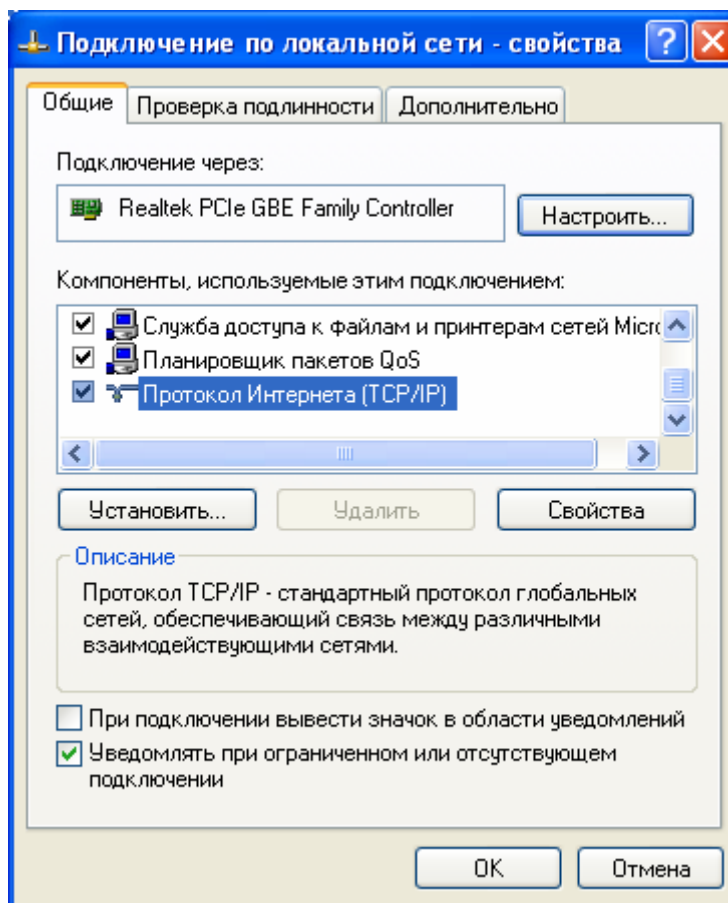 Подключение по локальной сети - свойства
Общие
Проверка подлинности
Дополнительно
Подключение через:
Realtek PCIe GBE Family Controller
Настроить...
Компоненты, используемые этим подключением:
Служба доступа к файлам и принтерам сетей Micro
Планировщик пакетов QoS
Протокол Интернета (TCP/IP)
Установить...
Удалить
Свойства
Описание
Протокол TCP/IP - стандартный протокол глобальных
сетей, обеспечивающий связь между различными
взаимодействующими сетями.
При подключении вывести значок в области уведомлений
Уведомлять при ограниченном или отсутствующем
подключении
OK
Отмена